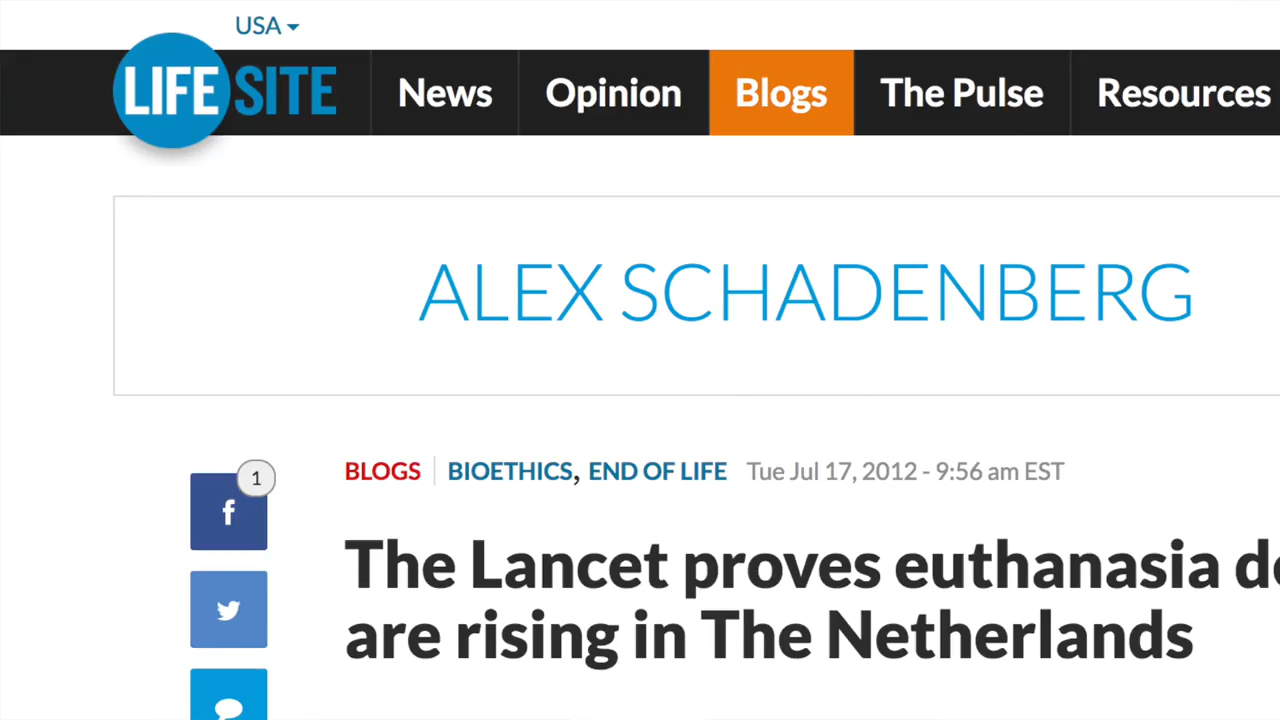 USA
LIFE SITE
News Opinion Blogs The Pulse Resources
ALEX SCHADENBERG
1
BLOGS BIOETHICS, END OF LIFE Tue Jul 17, 2012 - 9:56 am EST
f
The Lancet proves euthanasia
are rising in The Netherlands